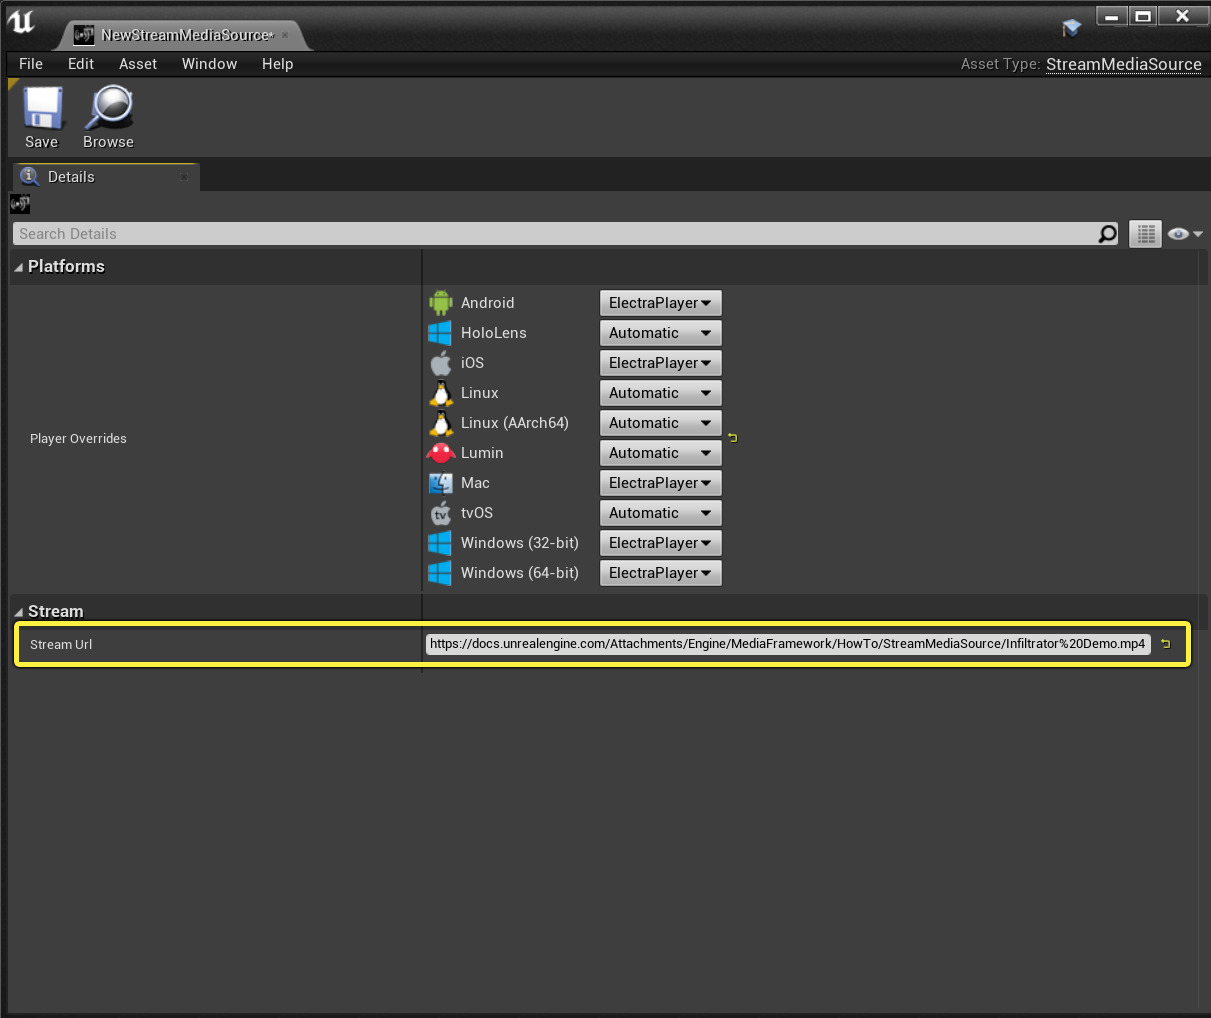 NewStreamMediaSource*
File Edit Asset Window Help Asset Type: StreamMediaSource
Save Browse
Details
Search Details
Platforms
Android ElectraPlayer
HoloLens Automatic
iOS ElectraPlayer
Linux Automatic
Linux (AArch64) Automatic
Player Overrides
Lumin Automatic
Mac ElectraPlayer
tv tvOS Automatic
Windows (32-bit) ElectraPlayer
Windows (64-bit) ElectraPlayer
Stream
Stream Url https://docs.unrealengine.com/Attachments/Engine/MediaFramework/HowTo/StreamMediaSource/Infiltrator%20Demo.mp4